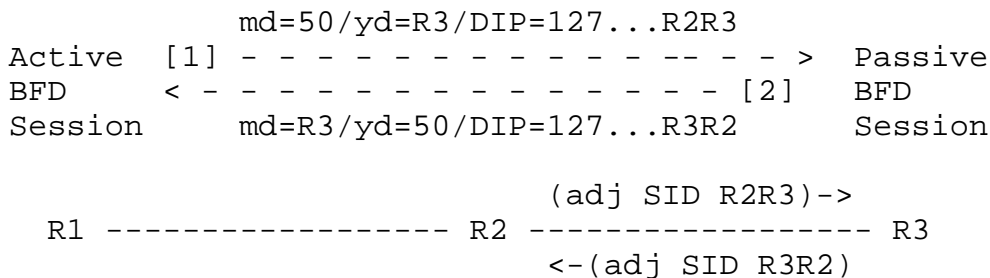 md=50/yd=R3/DIP=127...R2R3
Active [1] - - - - - - - - - - - - -- - - > Passive
BFD < - - - - - - - - - - - - - - [2] BFD
Session md=R3/yd=50/DIP=127...R3R2 Session
(adj SID R2R3)->
R1 ------------------ R2 ------------------ R3
<-(adj SID R3R2)